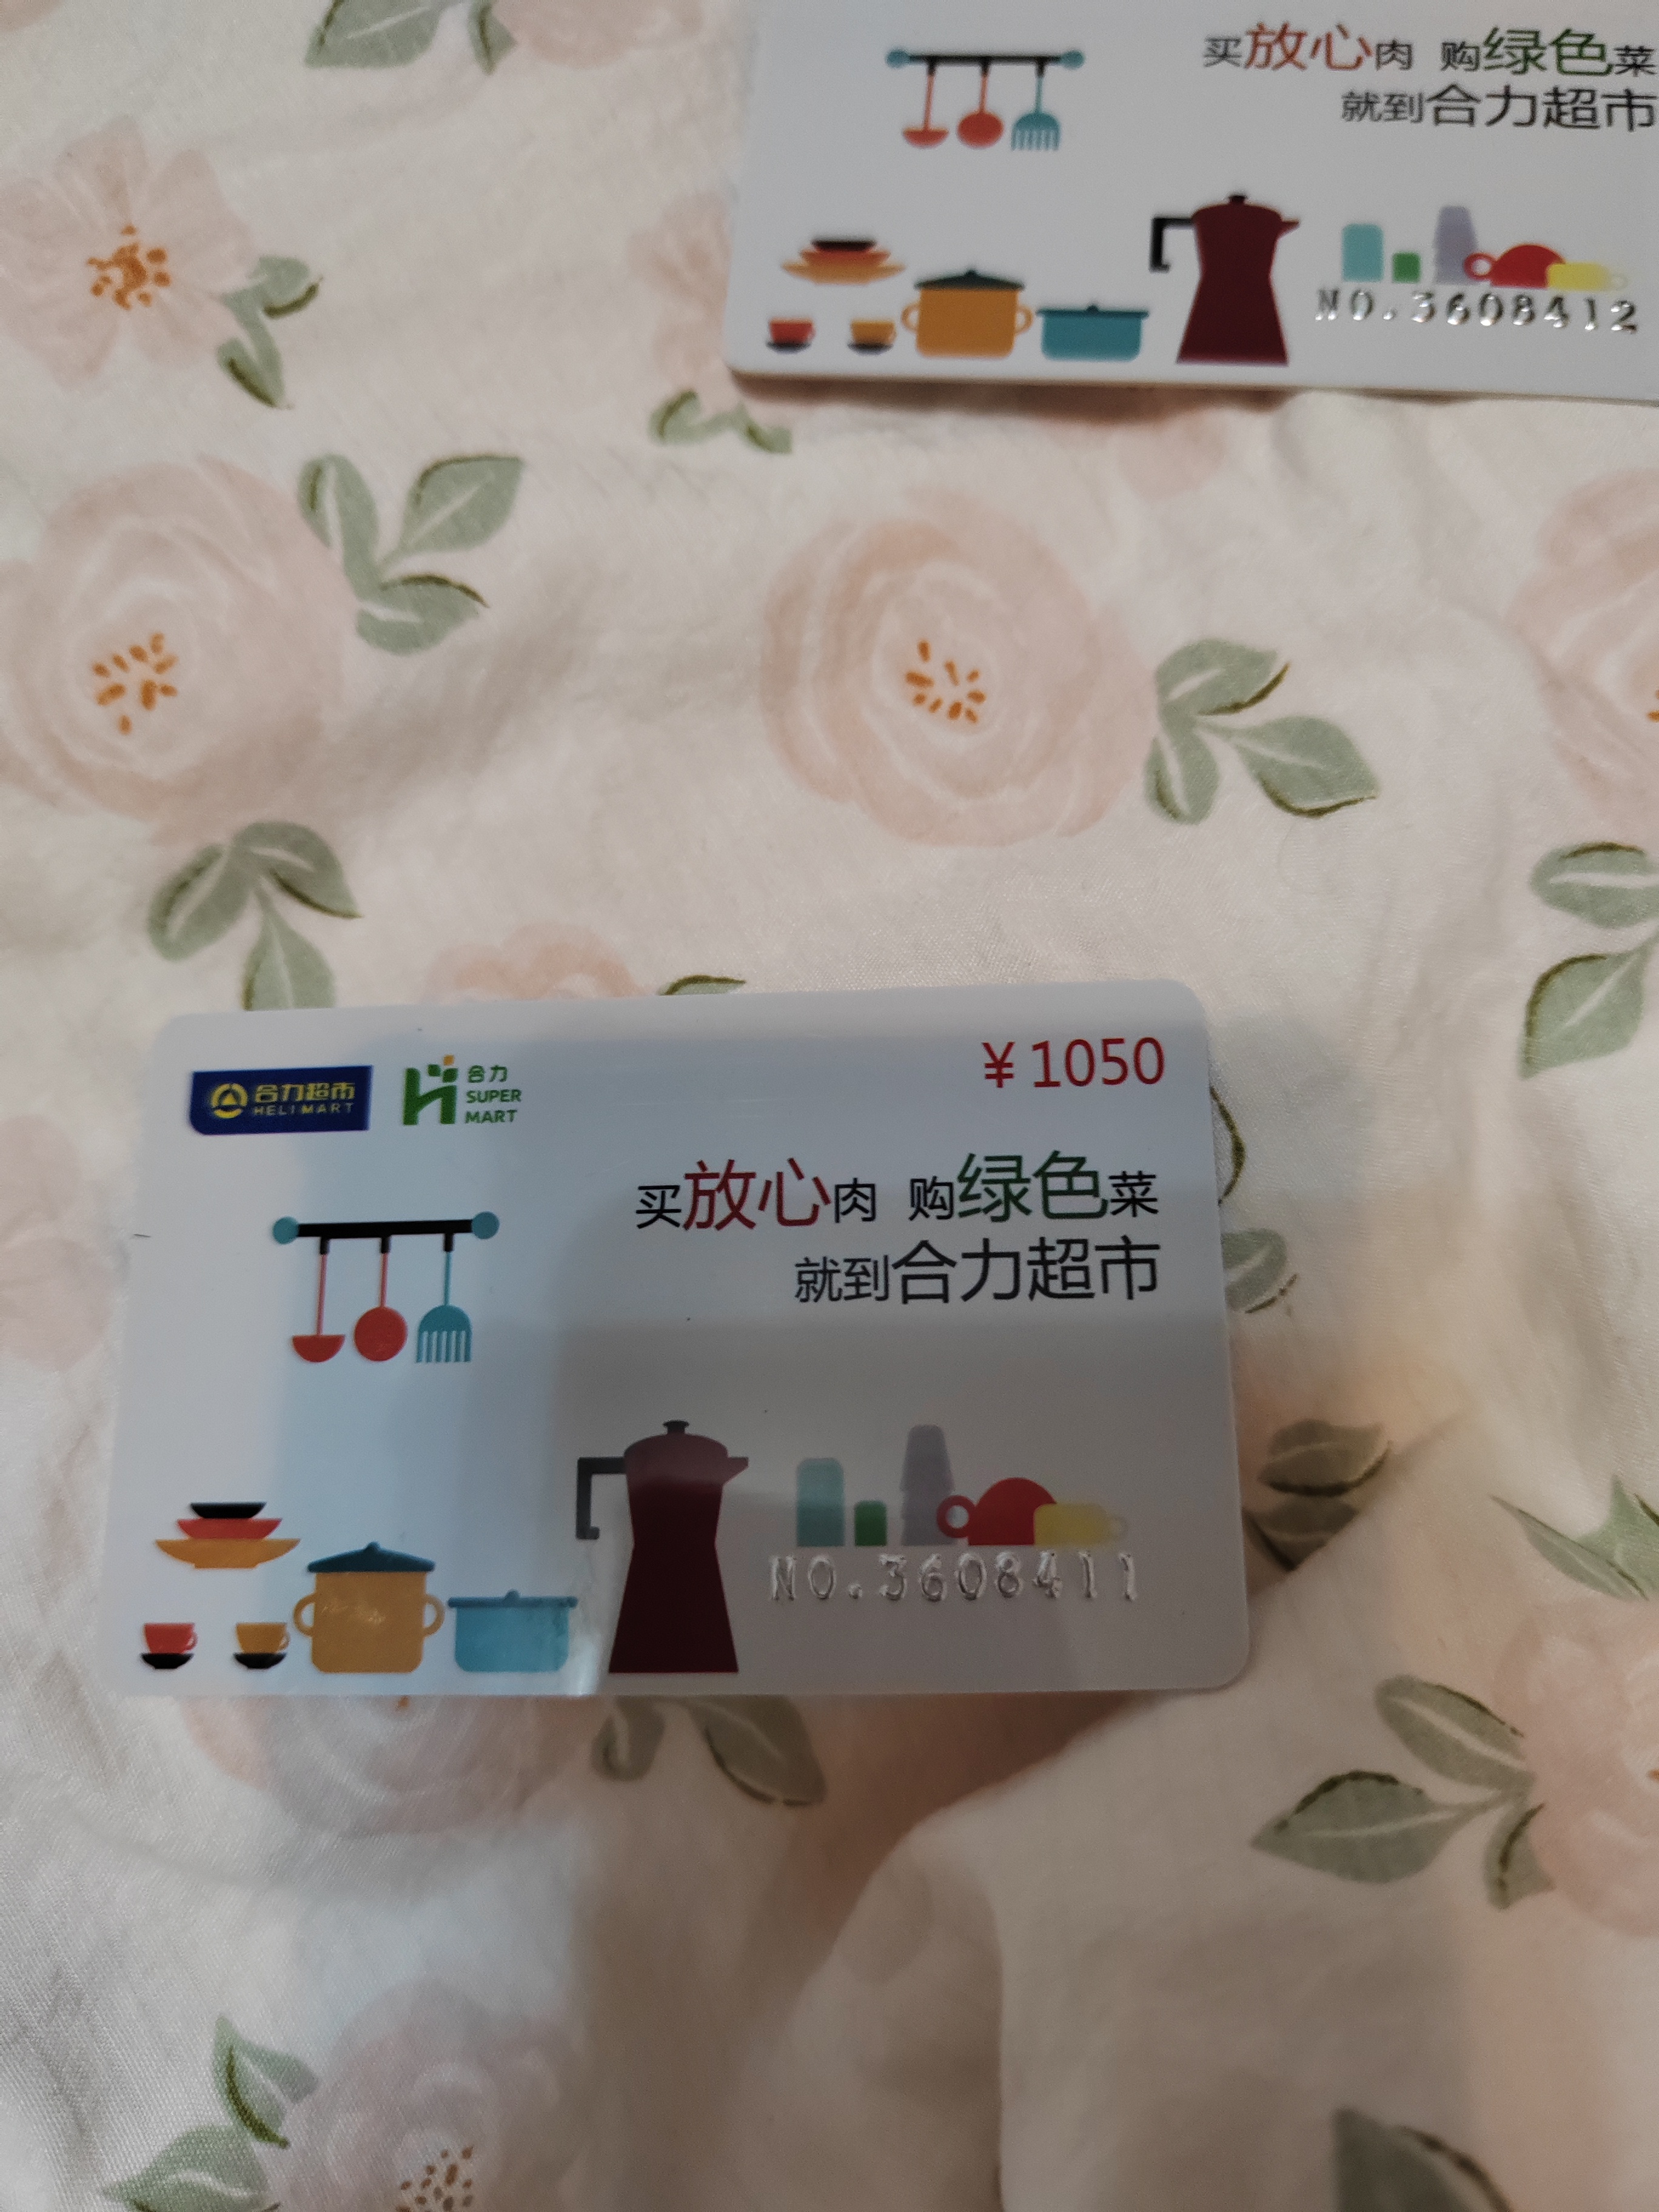 买放心肉 购绿色菜
就到合力超市
NO.3608412
合力超市
HELI MART
合力
SUPER
MART
¥1050
买放心肉 购绿色菜
就到合力超市
NO.3608411